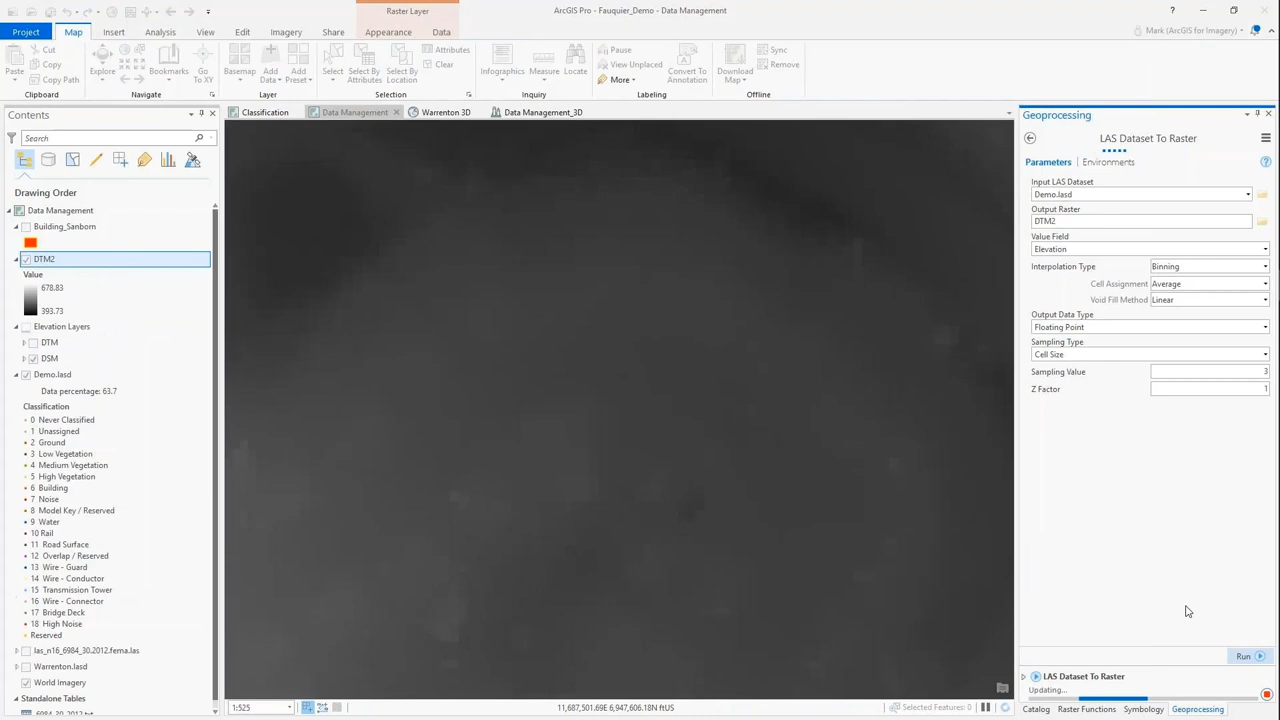 Raster Layer
ArcGIS Pro - Fauquier_Demo - Data Management
?
Project
Map
Insert
Analysis
View
Edit
Imagery
Share
Appearance
Data
Mark (ArcGIS for Imagery)
Paste
Cut
Copy
Copy Path
Clipboard
Explore
Bookmarks
Go To XY
Navigate
Basemap
Add Data
Add Preset
Layer
Select
Select By Attributes
Select By Location
Attributes
Clear
Selection
Infographics
Measure
Locate
Inquiry
Pause
View Unplaced
More
Convert To Annotation
Labeling
Download Map
Sync
Remove
Offline
Contents
Search
Drawing Order
Data Management
Building_Sanborn
DTM2
Value
678.83
393.73
Elevation Layers
DTM
DSM
Demo.lasd
Data percentage: 63.7
Classification
0 Never Classified
1 Unassigned
2 Ground
3 Low Vegetation
4 Medium Vegetation
5 High Vegetation
6 Building
7 Noise
8 Model Key / Reserved
9 Water
10 Rail
11 Road Surface
12 Overlap / Reserved
13 Wire - Guard
14 Wire - Conductor
15 Transmission Tower
16 Wire - Connector
17 Bridge Deck
18 High Noise
Reserved
las_n16_6984_30.2012.fema.las
Warrenton.lasd
World Imagery
Standalone Tables
Classification
Data Management
Warrenton 3D
Data Management_3D
1:525
11,687,501.69E 6,947,606.18N ftUS
Selected Features: 0
Geoprocessing
LAS Dataset To Raster
Parameters
Environments
?
Input LAS Dataset
Demo.lasd
Output Raster
DTM2
Value Field
Elevation
Interpolation Type
Binning
Cell Assignment
Average
Void Fill Method
Linear
Output Data Type
Floating Point
Sampling Type
Cell Size
Sampling Value
3
Z Factor
1
Run
LAS Dataset To Raster
Updating...
Catalog
Raster Functions
Symbology
Geoprocessing